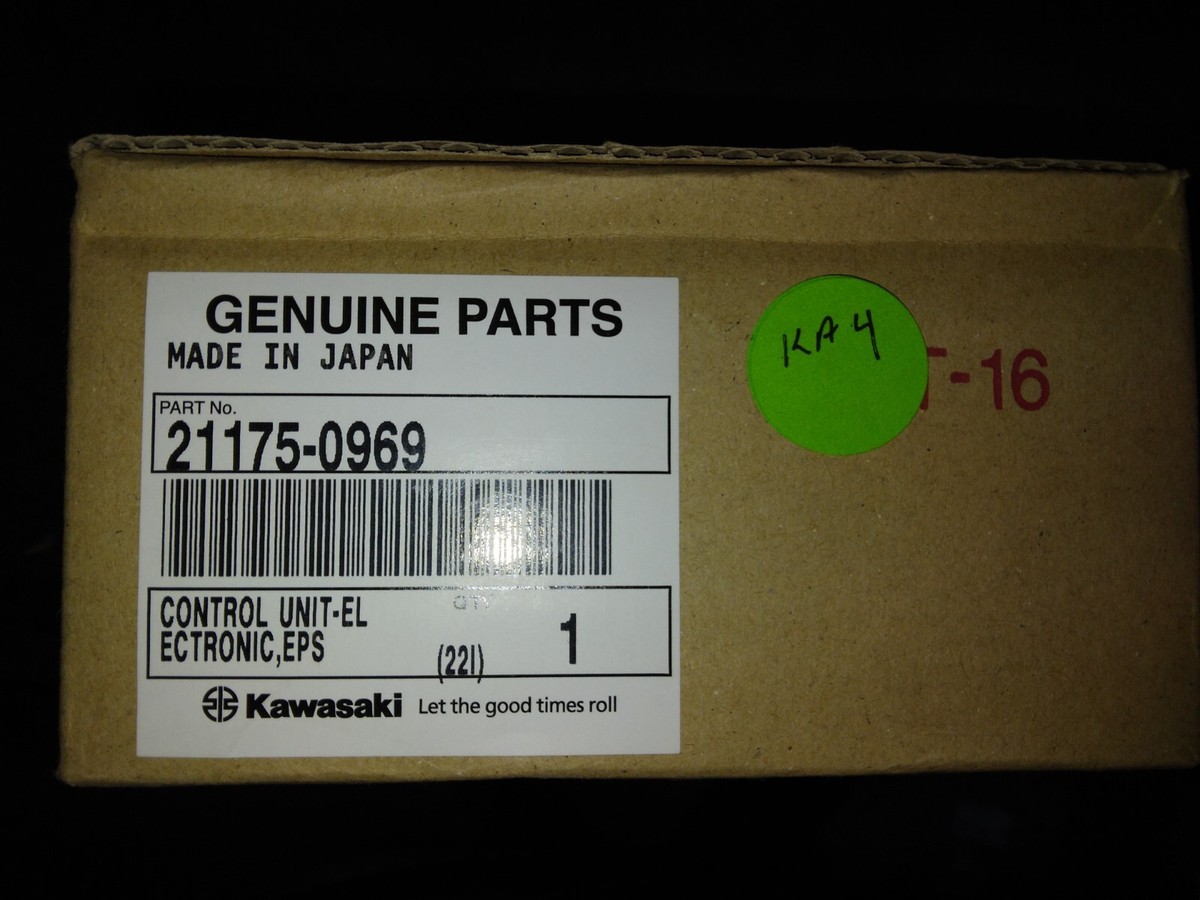 GENUINE PARTS
MADE IN JAPAN
PART No.
21175-0969
CONTROL UNIT-EL
ECTRONIC,EPS
QTY
(22I)
1
Kawasaki Let the good times roll
KA4
T-16